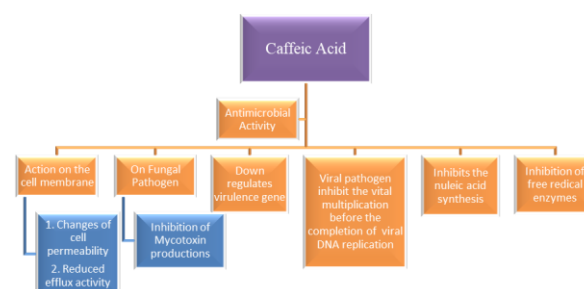 Caffeic Acid
Antimicrobial
Activity
Action on the
cell membrane
On Fungal
Pathogen
Down
regulates
virulence gene
Viral pathogen
inhibit the vital
multiplication
before the
completion of viral
DNA replication
Inhibits the
nuleic acid
synthesis
Inhibition of
free redical
enzymes
1. Changes of
cell
permeability
2. Reduced
efflux activity
Inhibition of
Mycotoxin
productions